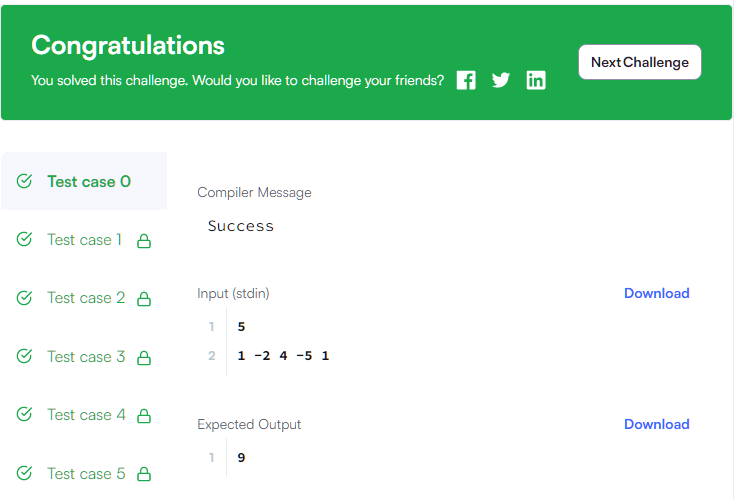 Congratulations
You solved this challenge. Would you like to challenge your friends?
Next Challenge
Test case 0
Test case 1
Test case 2
Test case 3
Test case 4
Test case 5
Compiler Message
Success
Input (stdin)
Download
1 5
2 1 -2 4 -5 1
Expected Output
Download
1 9